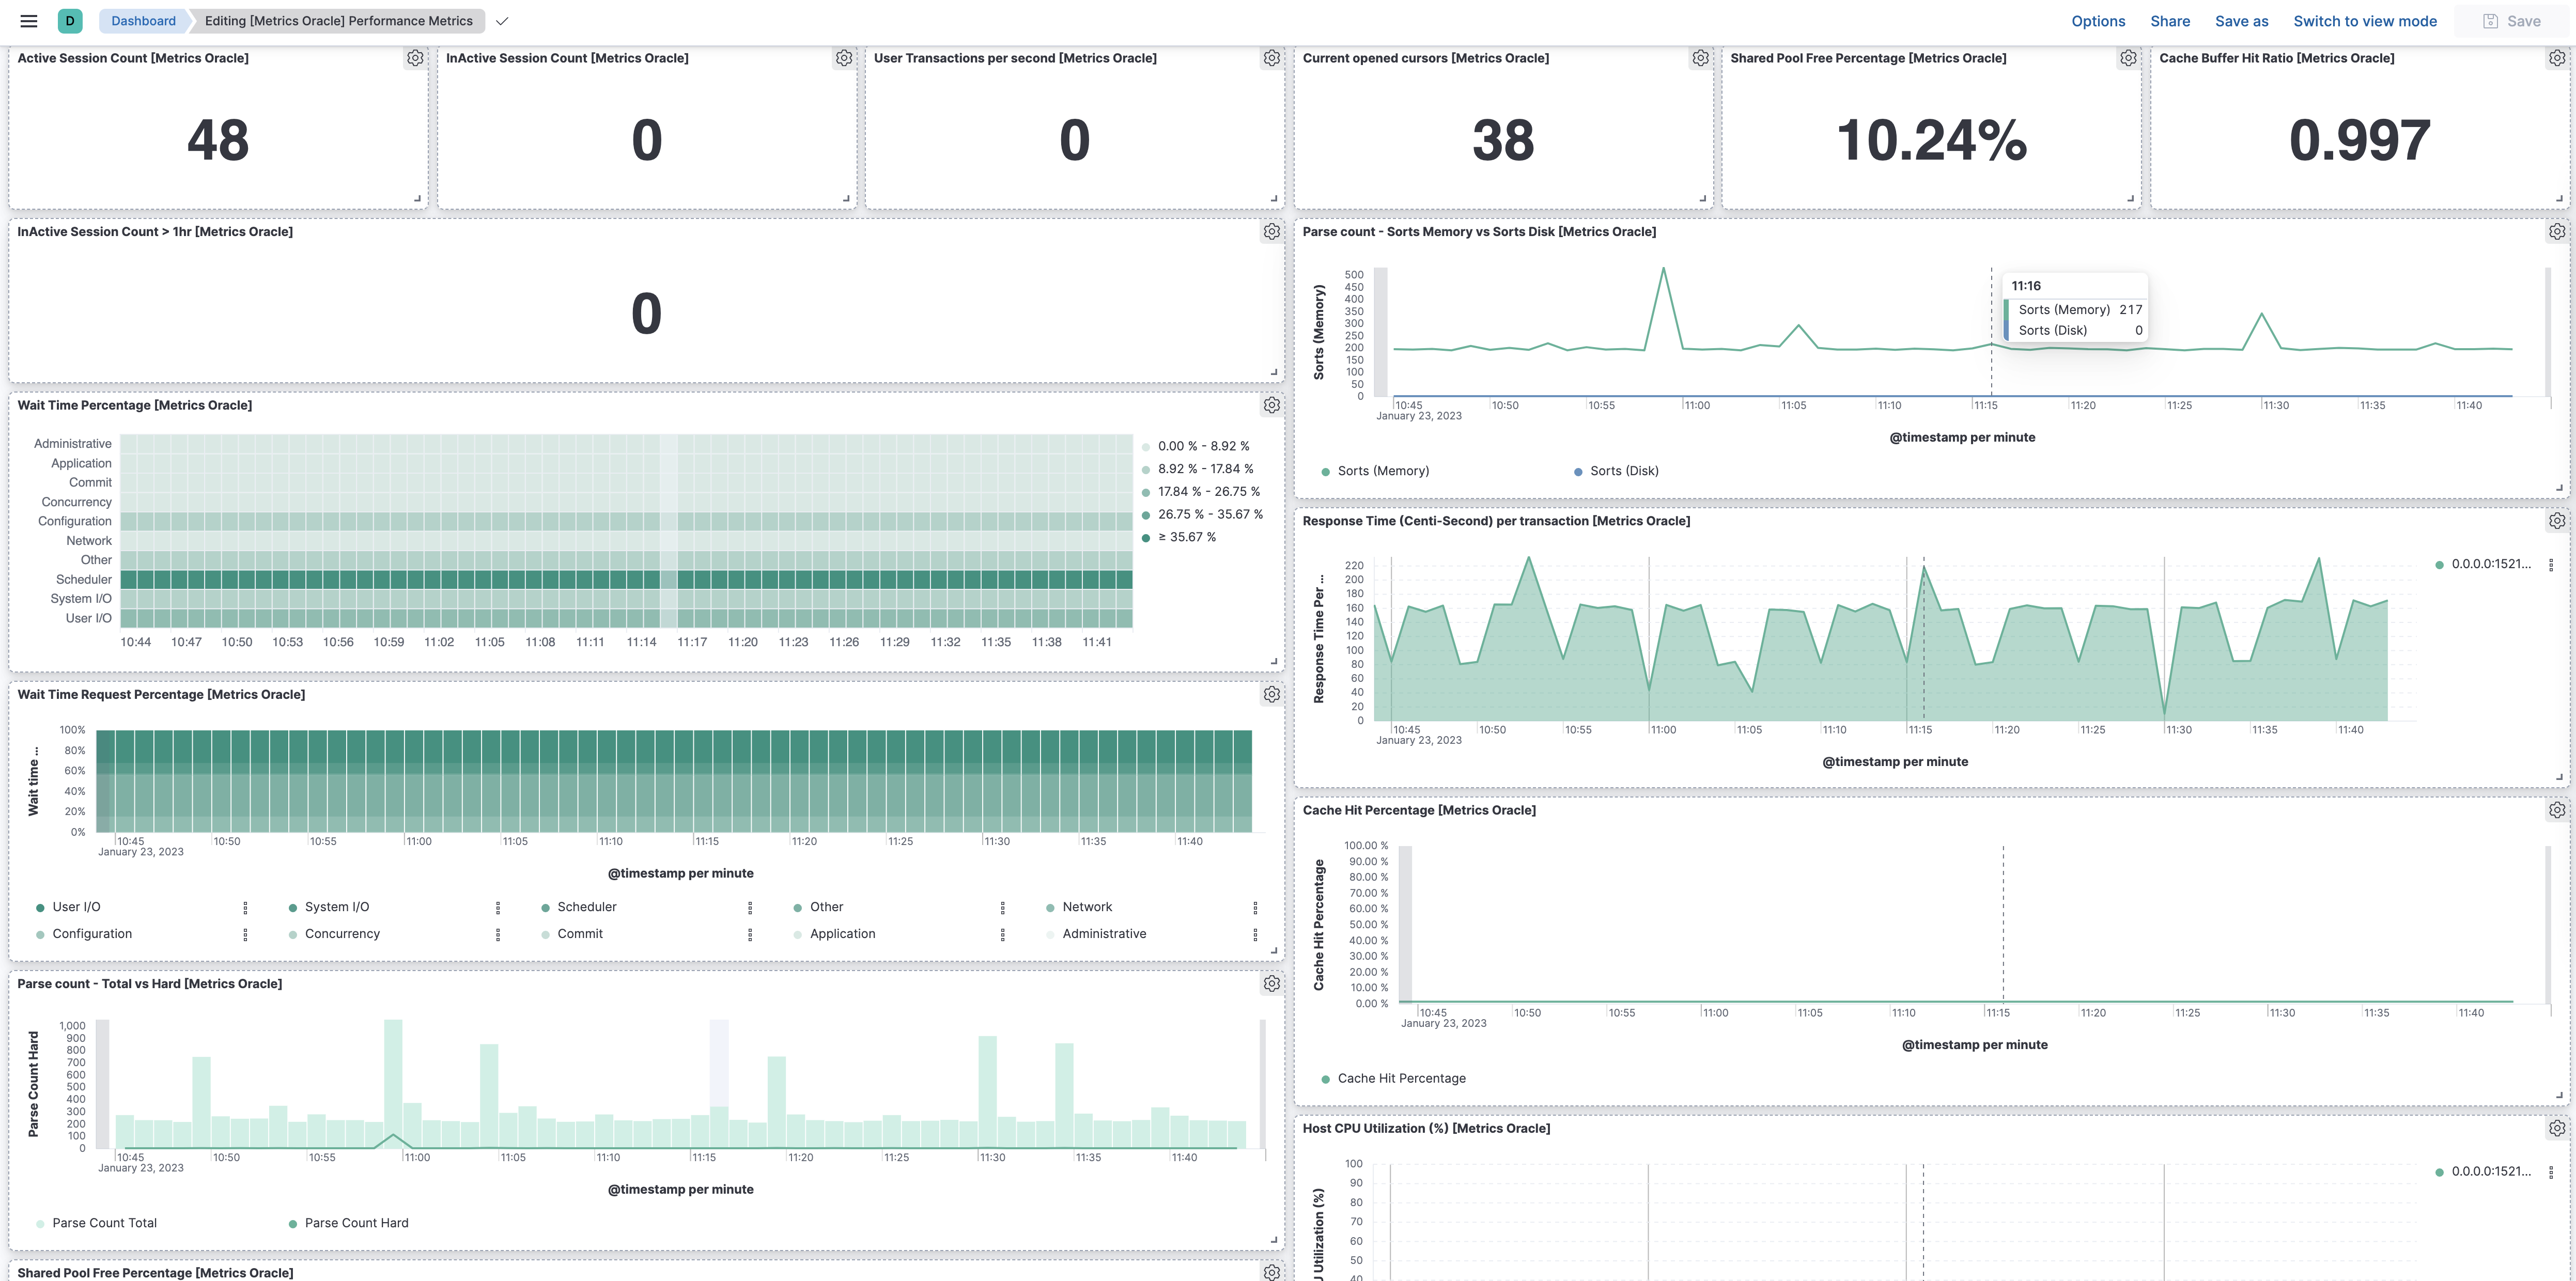 D Dashboard Editing [Metrics Oracle] Performance Metrics Options Share Save as Switch to view mode Save
Active Session Count [Metrics Oracle]
48
InActive Session Count [Metrics Oracle]
0
User Transactions per second [Metrics Oracle]
0
Current opened cursors [Metrics Oracle]
38
Shared Pool Free Percentage [Metrics Oracle]
10.24%
Cache Buffer Hit Ratio [Metrics Oracle]
0.997
InActive Session Count > 1hr [Metrics Oracle]
0
Wait Time Percentage [Metrics Oracle]
Administrative
Application
Commit
Concurrency
Configuration
Network
Other
Scheduler
System I/O
User I/O
10:44 10:47 10:50 10:53 10:56 10:59 11:02 11:05 11:08 11:11 11:14 11:17 11:20 11:23 11:26 11:29 11:32 11:35 11:38 11:41
0.00 % - 8.92 %
8.92 % - 17.84 %
17.84 % - 26.75 %
26.75 % - 35.67 %
≥ 35.67 %
Wait Time Request Percentage [Metrics Oracle]
Wait time ...
100%
80%
60%
40%
20%
0%
10:45 10:50 10:55 11:00 11:05 11:10 11:15 11:20 11:25 11:30 11:35 11:40
January 23, 2023
@timestamp per minute
User I/O System I/O Scheduler Other Network
Configuration Concurrency Commit Application Administrative
Parse count - Total vs Hard [Metrics Oracle]
Parse Count Hard
1,000
900
800
700
600
500
400
300
200
100
0
10:45 10:50 10:55 11:00 11:05 11:10 11:15 11:20 11:25 11:30 11:35 11:40
January 23, 2023
@timestamp per minute
Parse Count Total Parse Count Hard
Shared Pool Free Percentage [Metrics Oracle]
Parse count - Sorts Memory vs Sorts Disk [Metrics Oracle]
Sorts (Memory)
500
450
400
350
300
250
200
150
100
50
0
11:16
Sorts (Memory) 217
Sorts (Disk) 0
10:45 10:50 10:55 11:00 11:05 11:10 11:15 11:20 11:25 11:30 11:35 11:40
January 23, 2023
@timestamp per minute
Sorts (Memory) Sorts (Disk)
Response Time (Centi-Second) per transaction [Metrics Oracle]
Response Time Per ...
220
200
180
160
140
120
100
80
60
40
20
0
0.0.0.0:1521...
10:45 10:50 10:55 11:00 11:05 11:10 11:15 11:20 11:25 11:30 11:35 11:40
January 23, 2023
@timestamp per minute
Cache Hit Percentage [Metrics Oracle]
Cache Hit Percentage
100.00 %
90.00 %
80.00 %
70.00 %
60.00 %
50.00 %
40.00 %
30.00 %
20.00 %
10.00 %
0.00 %
10:45 10:50 10:55 11:00 11:05 11:10 11:15 11:20 11:25 11:30 11:35 11:40
January 23, 2023
@timestamp per minute
Cache Hit Percentage
Host CPU Utilization (%) [Metrics Oracle]
Utilization (%)
100
90
80
70
60
50
40
0.0.0.0:1521...